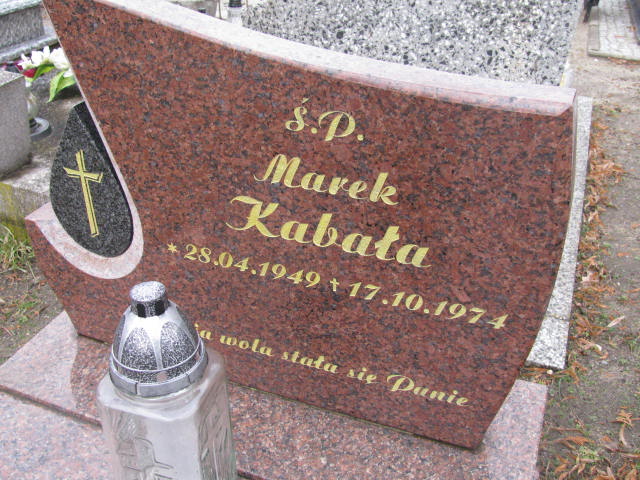 ś.P.
Marek
Kabała
* 28.04.1949 † 17.10.1974
wola stała się Panie